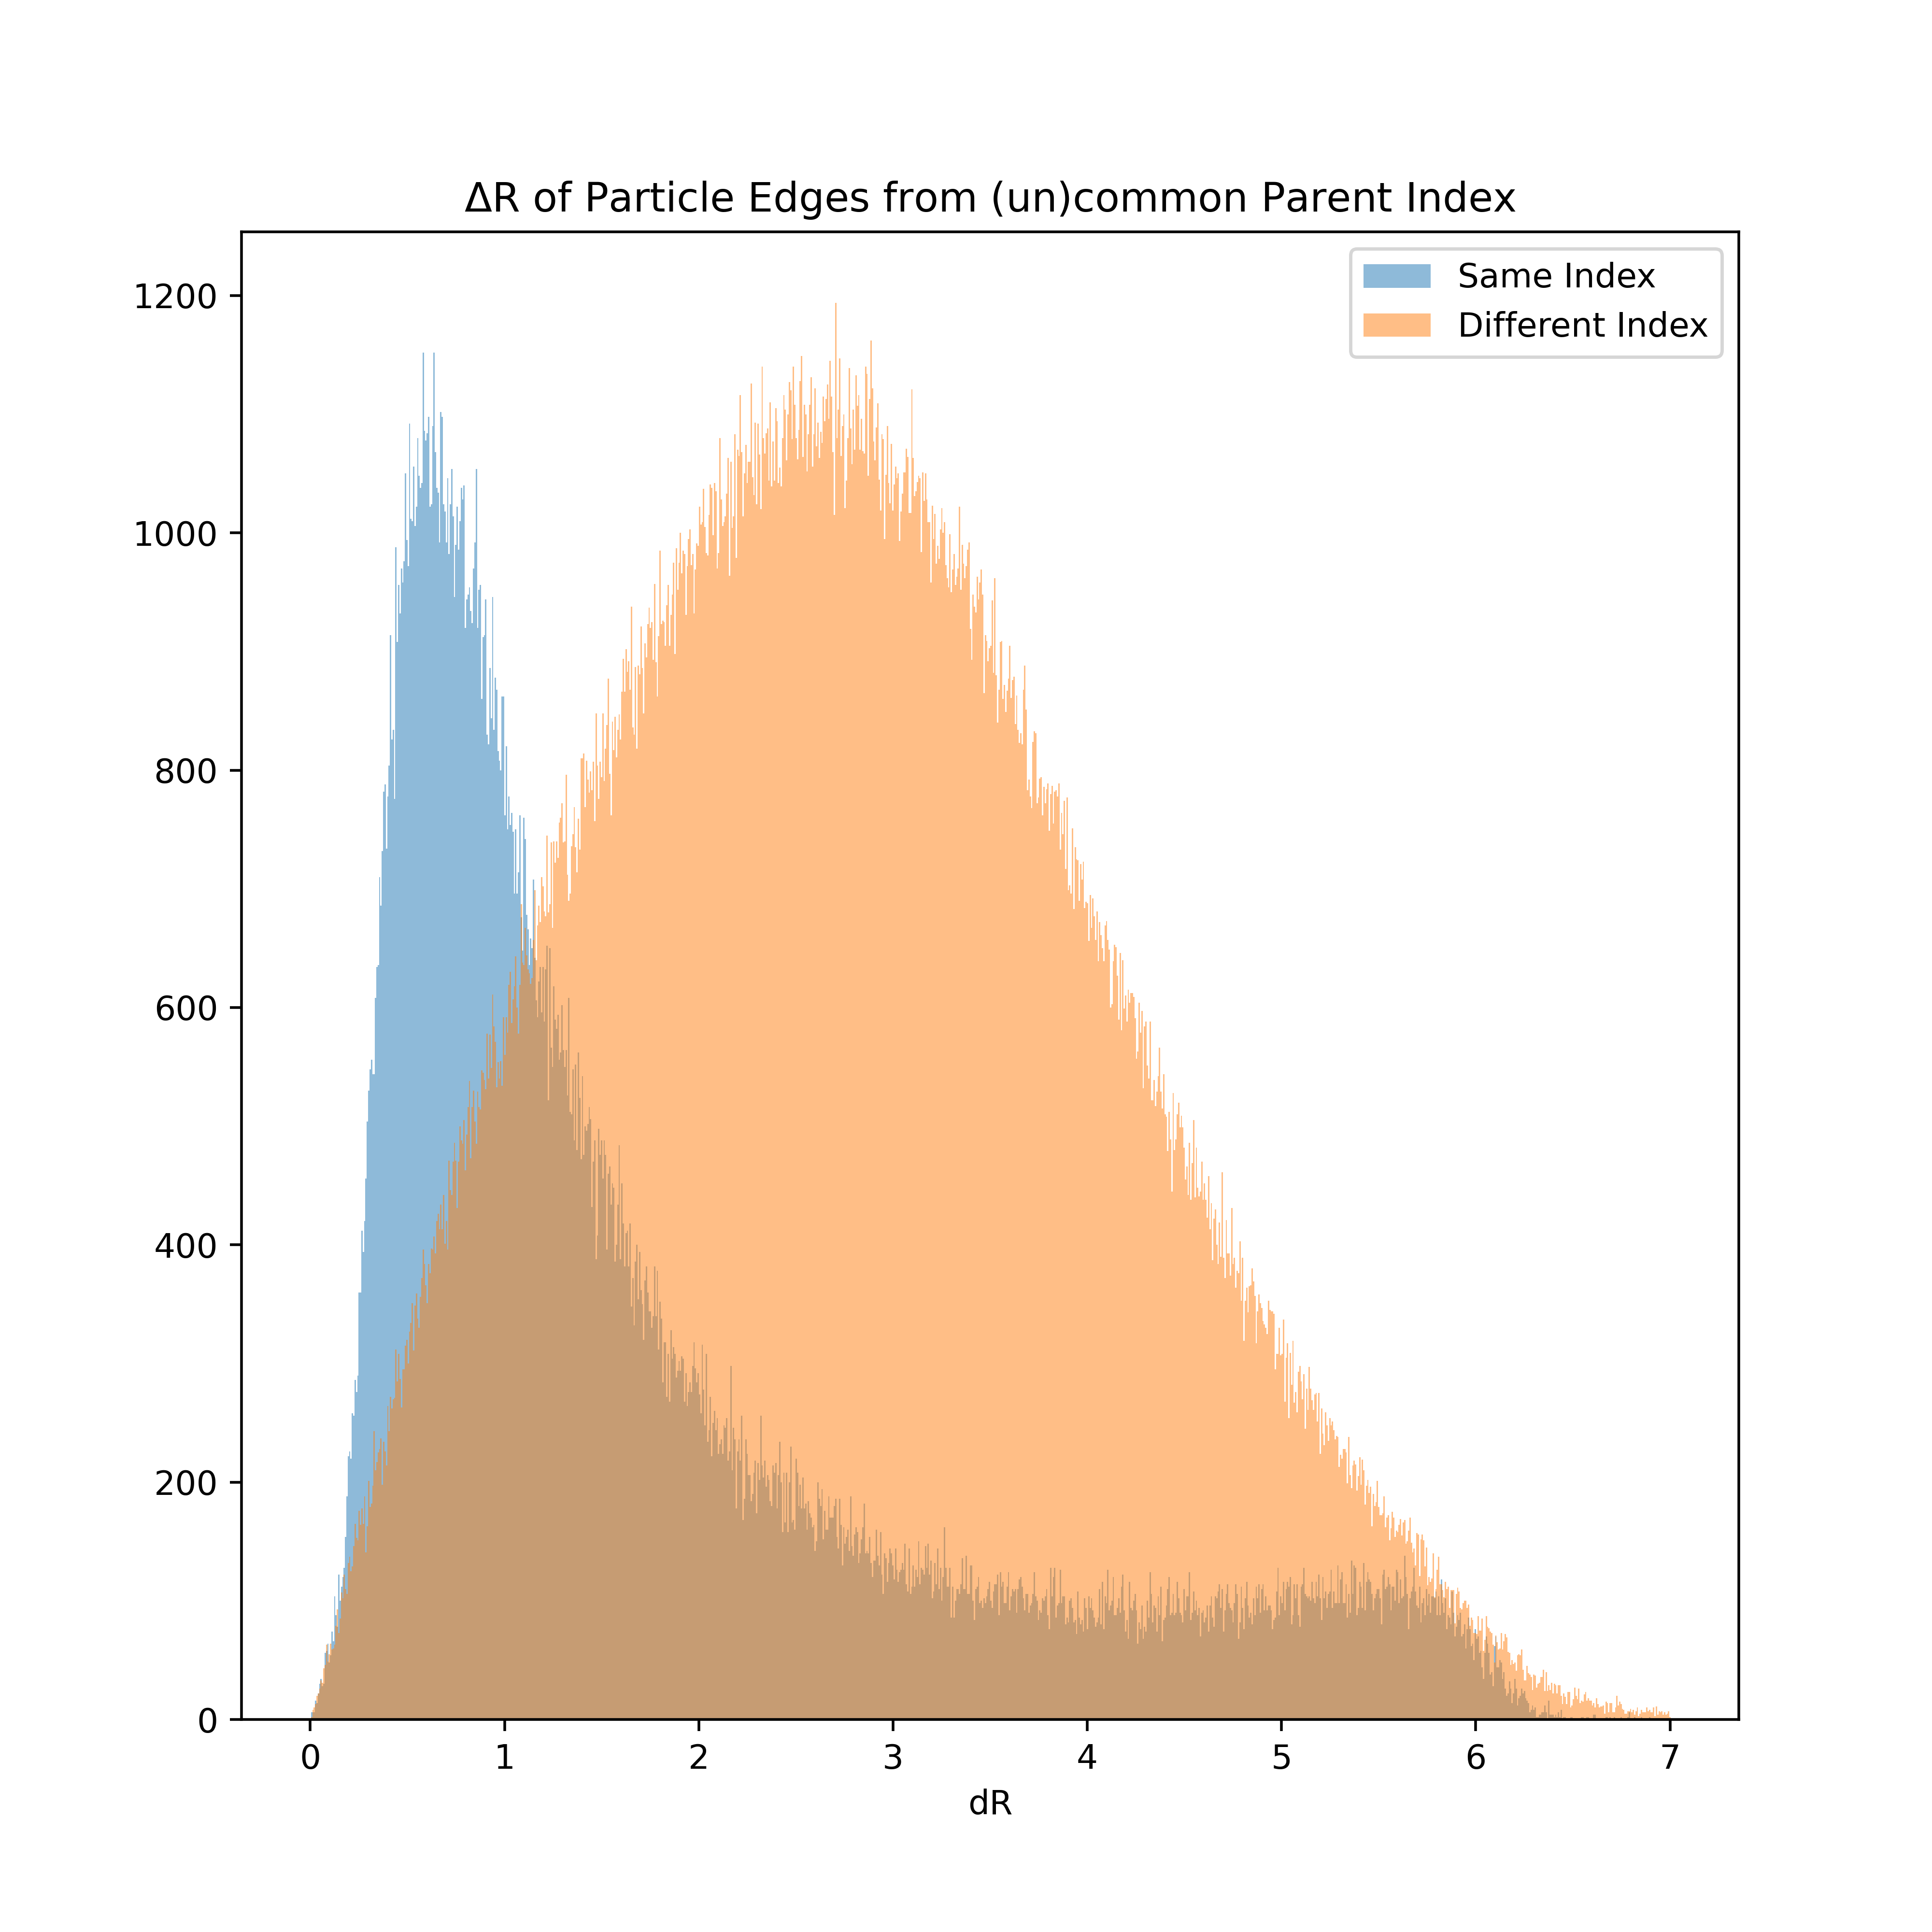 ΔR of Particle Edges from (un)common Parent Index
Same Index
Different Index
1200
1000
800
600
400
200
0
0 1 2 3 4 5 6 7
dR